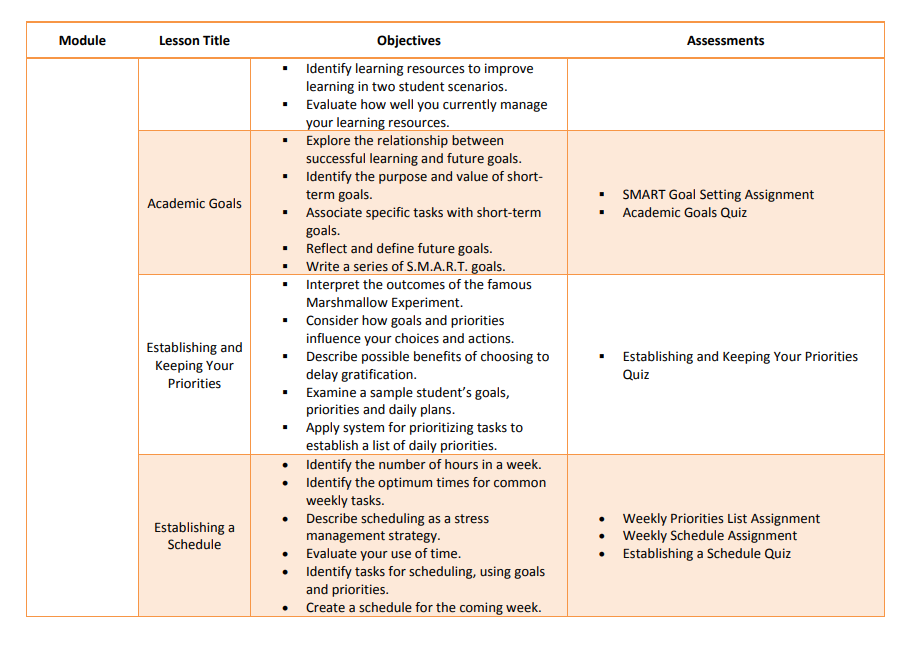 Module Lesson Title Objectives Assessments
▪ Identify learning resources to improve
learning in two student scenarios.
▪ Evaluate how well you currently manage
your learning resources.
Academic Goals
▪ Explore the relationship between
successful learning and future goals.
▪ Identify the purpose and value of short-
term goals.
▪ Associate specific tasks with short-term
goals.
▪ Reflect and define future goals.
▪ Write a series of S.M.A.R.T. goals.
▪ SMART Goal Setting Assignment
▪ Academic Goals Quiz
Establishing and
Keeping Your
Priorities
▪ Interpret the outcomes of the famous
Marshmallow Experiment.
▪ Consider how goals and priorities
influence your choices and actions.
▪ Describe possible benefits of choosing to
delay gratification.
▪ Examine a sample student’s goals,
priorities and daily plans.
▪ Apply system for prioritizing tasks to
establish a list of daily priorities.
▪ Establishing and Keeping Your Priorities
Quiz
Establishing a
Schedule
• Identify the number of hours in a week.
• Identify the optimum times for common
weekly tasks.
• Describe scheduling as a stress
management strategy.
• Evaluate your use of time.
• Identify tasks for scheduling, using goals
and priorities.
• Create a schedule for the coming week.
• Weekly Priorities List Assignment
• Weekly Schedule Assignment
• Establishing a Schedule Quiz